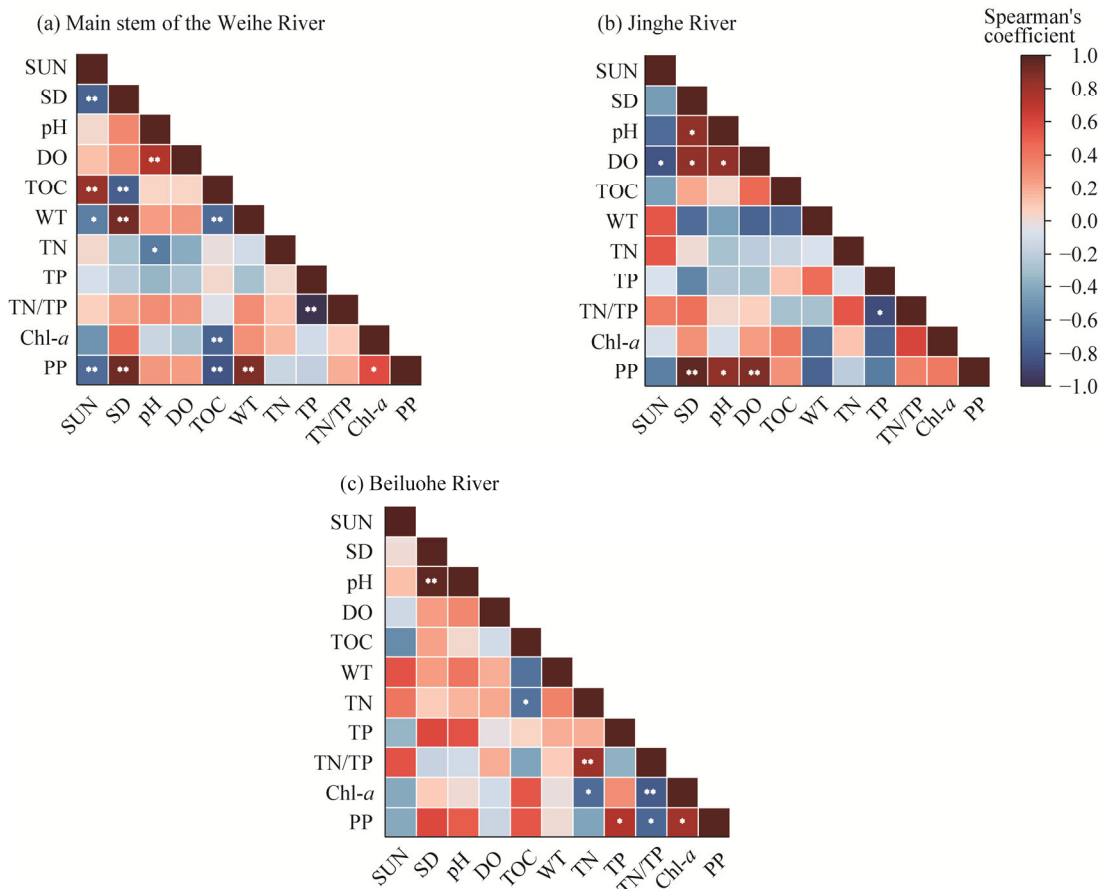 (a) Main stem of the Weihe River
SUN
SD **
pH
DO **
TOC ** **
WT * ** **
TN *
TP
TN/TP **
Chl-a **
PP ** ** ** ** *
SUN SD pH DO TOC WT TN TP TN/TP Chl-a PP
(b) Jinghe River
SUN
SD
pH *
DO * * *
TOC
WT
TN
TP
TN/TP *
Chl-a
PP ** * **
SUN SD pH DO TOC WT TN TP TN/TP Chl-a PP
Spearman's
coefficient
1.0
0.8
0.6
0.4
0.2
0.0
−0.2
−0.4
−0.6
−0.8
−1.0
(c) Beiluohe River
SUN
SD
pH **
DO
TOC
WT
TN *
TP
TN/TP **
Chl-a * **
PP * * *
SUN SD pH DO TOC WT TN TP TN/TP Chl-a PP